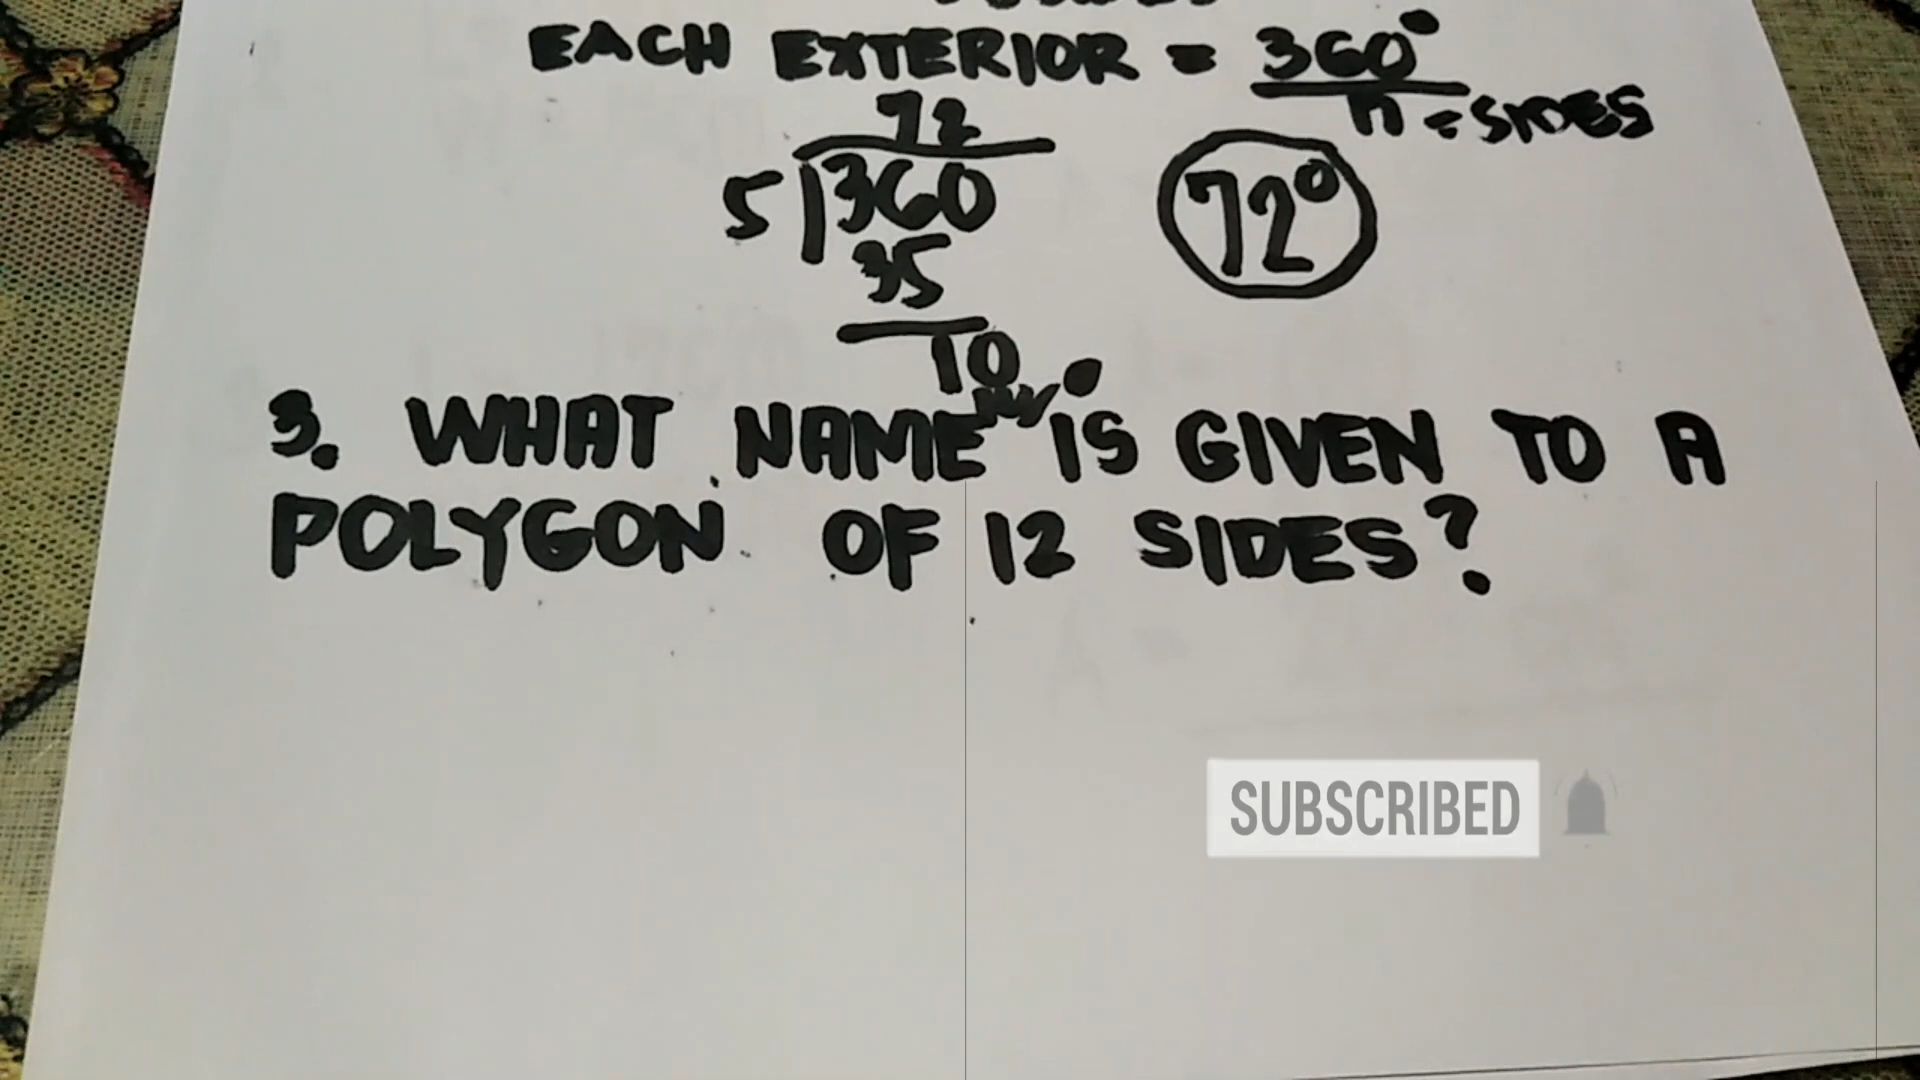 EACH EXTERIOR = 360°
n = SIDES
72
5 360 72°
35
10
3. WHAT NAME IS GIVEN TO A
POLYGON OF 12 SIDES?
SUBSCRIBED